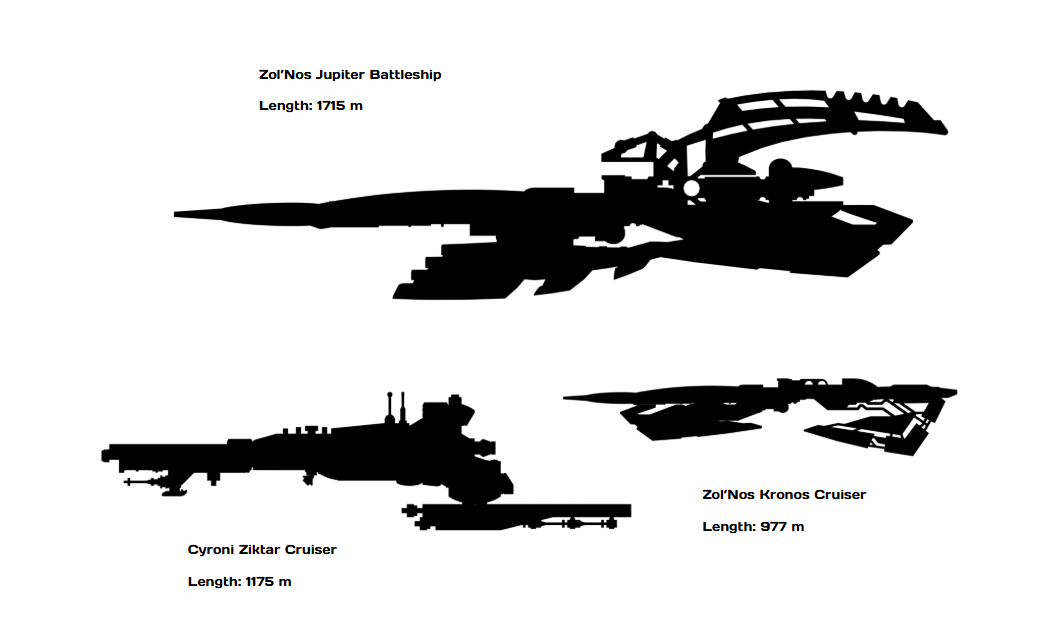 Zol'Nos Jupiter Battleship
Length: 1715 m
Zol'Nos Kronos Cruiser
Length: 977 m
Cyroni Ziktar Cruiser
Length: 1175 m